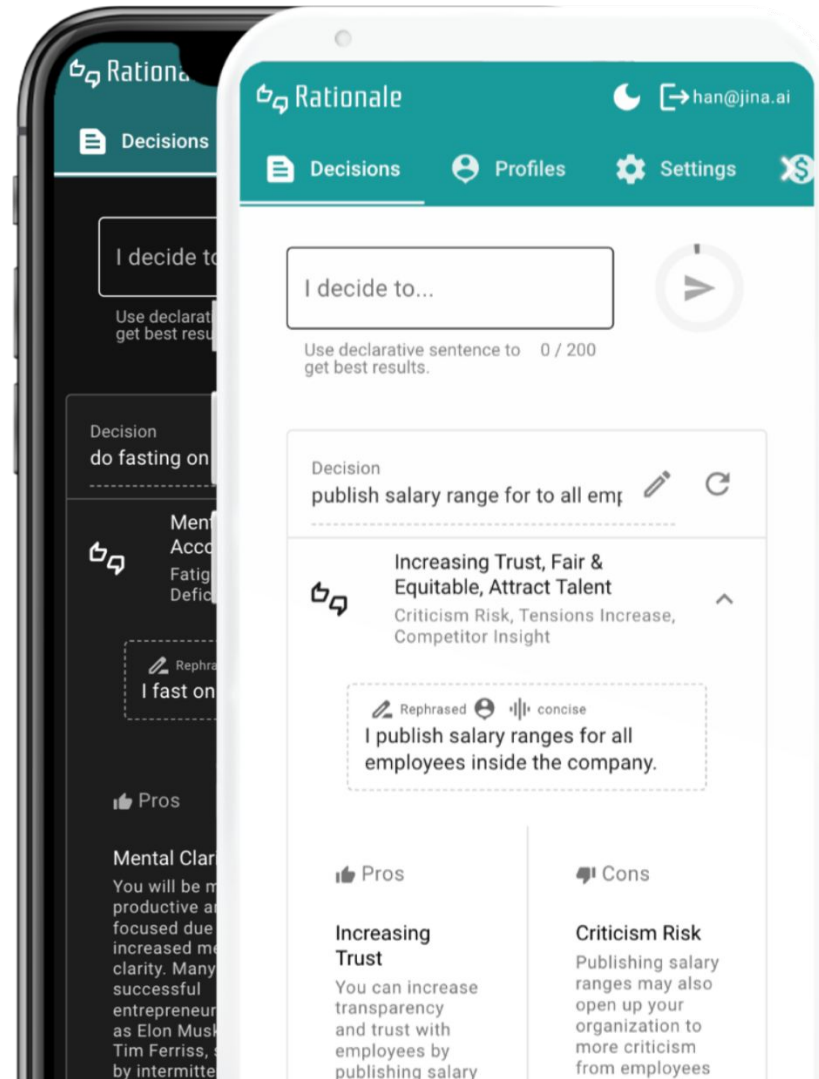 Rationale
Decisions
I decide to
Use declarati
get best resu
Decision
do fasting on
Ment
Acco
Fatig
Defic
Rephra
I fast on
Pros
Mental Clari
You will be m
productive an
focused due
increased me
clarity. Many
successful
entrepreneur
as Elon Musk
Tim Ferriss, s
by intermitte
Rationale
han@jina.ai
Decisions
Profiles
Settings
I decide to...
Use declarative sentence to 0 / 200
get best results.
Decision
publish salary range for to all emp
Increasing Trust, Fair &
Equitable, Attract Talent
Criticism Risk, Tensions Increase,
Competitor Insight
Rephrased concise
I publish salary ranges for all
employees inside the company.
Pros
Increasing
Trust
You can increase
transparency
and trust with
employees by
publishing salary
Cons
Criticism Risk
Publishing salary
ranges may also
open up your
organization to
more criticism
from employees